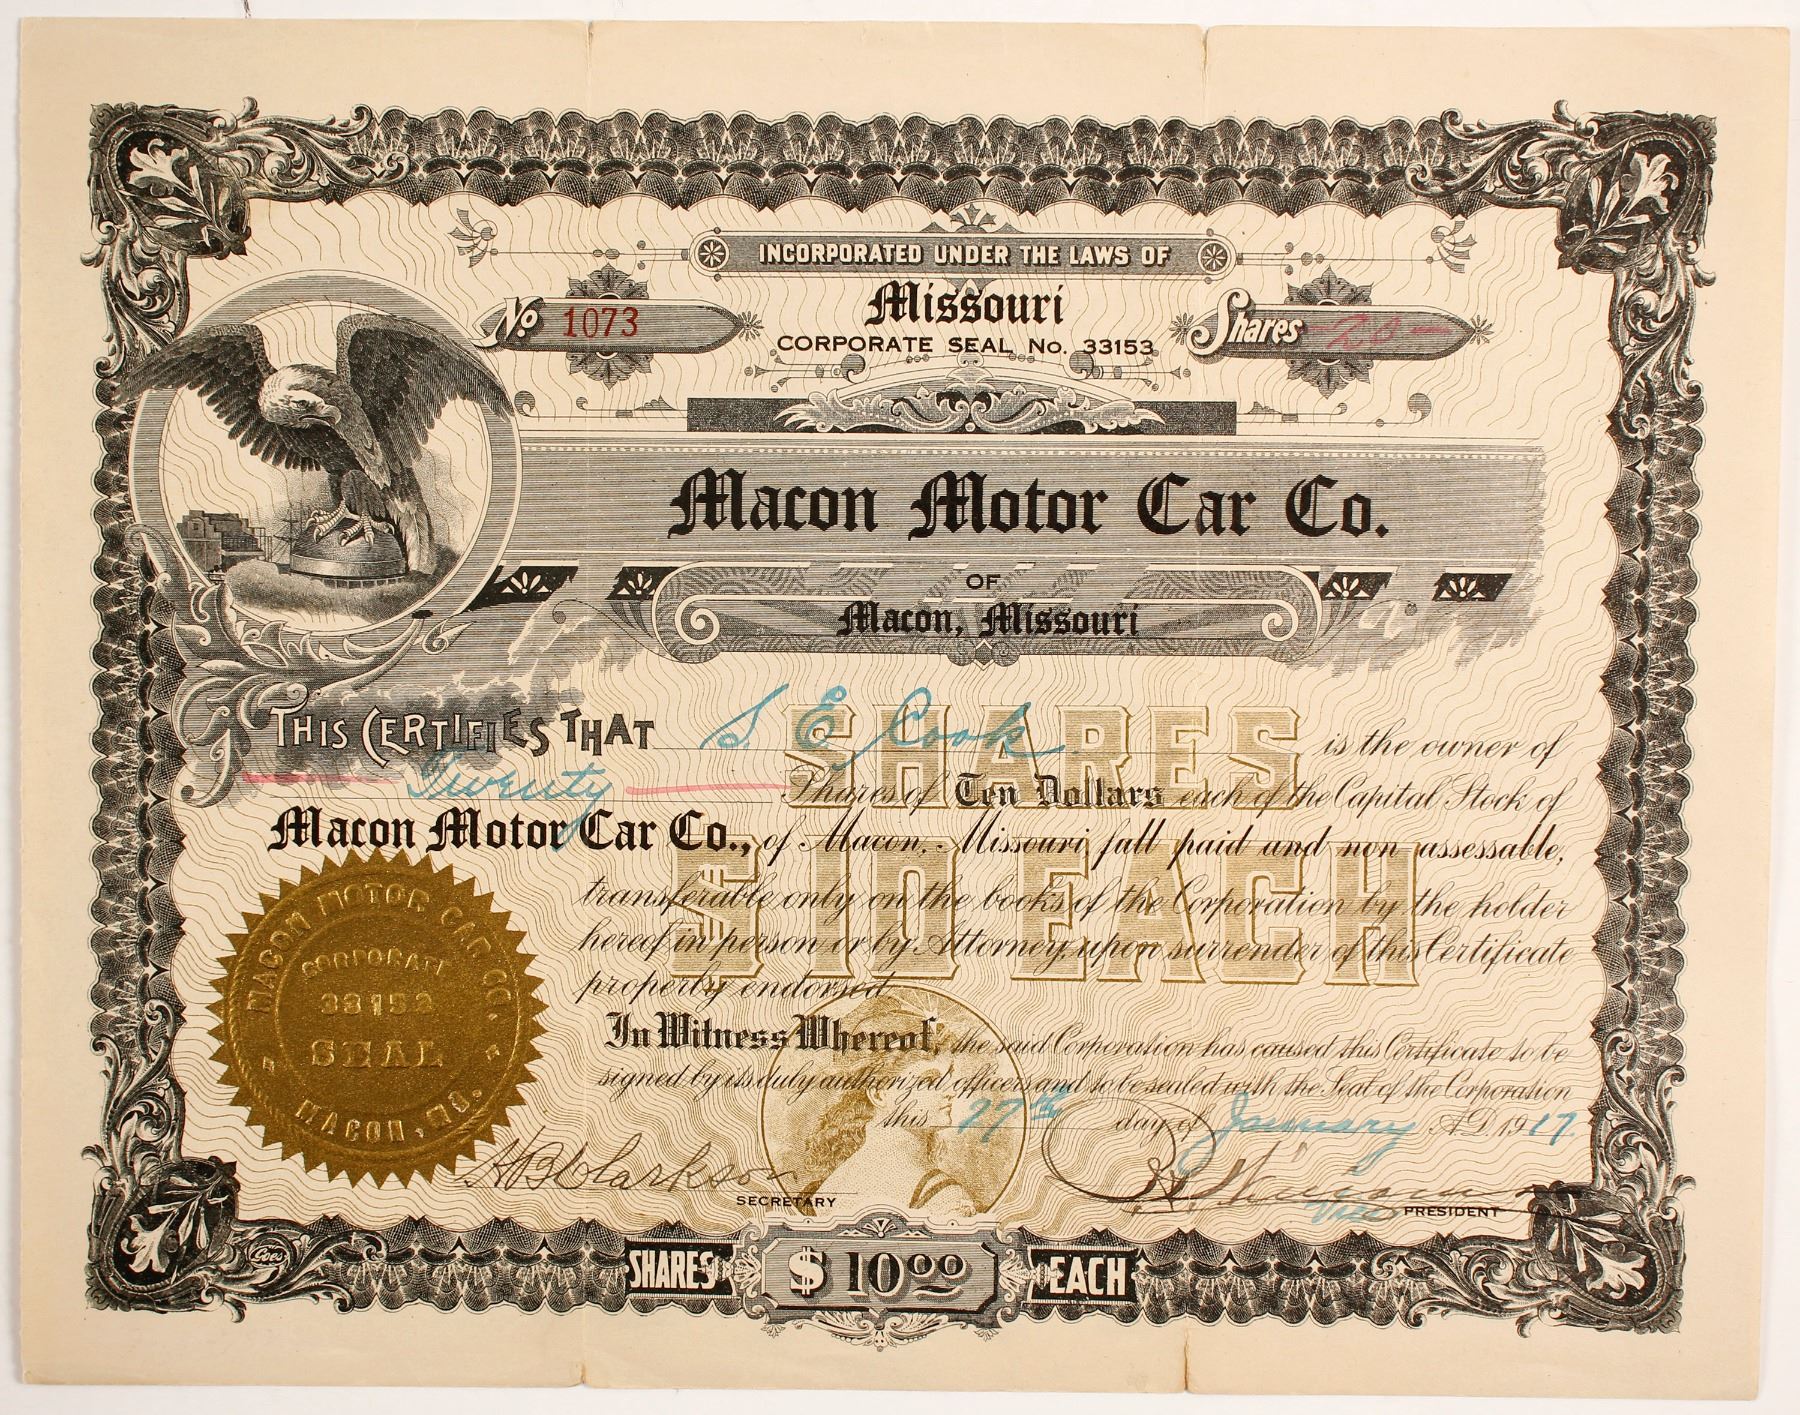 INCORPORATED UNDER THE LAWS OF
Missouri
No 1073
CORPORATE SEAL No. 33153
Shares 20
Macon Motor Car Co.
OF
Macon, Missouri
THIS CERTIFIES THAT S. E. Cook is the owner of
Twenty Shares of Ten Dollars each of the Capital Stock of
Macon Motor Car Co., of Macon, Missouri, full paid and non assessable,
transferable only on the books of the Corporation by the holder
hereof in person or by Attorney, upon surrender of this Certificate
properly endorsed
SHARES
$10 EACH
In Witness Whereof, the said Corporation has caused this Certificate to be
signed by its duly authorized officers and to be sealed with the Seal of the Corporation
this 27th day of January A.D. 1917
MACON MOTOR CAR CO.
CORPORATE
33153
SEAL
MACON, MO.
H B Clarkson
SECRETARY
Vice PRESIDENT
Goes
SHARES $1000 EACH